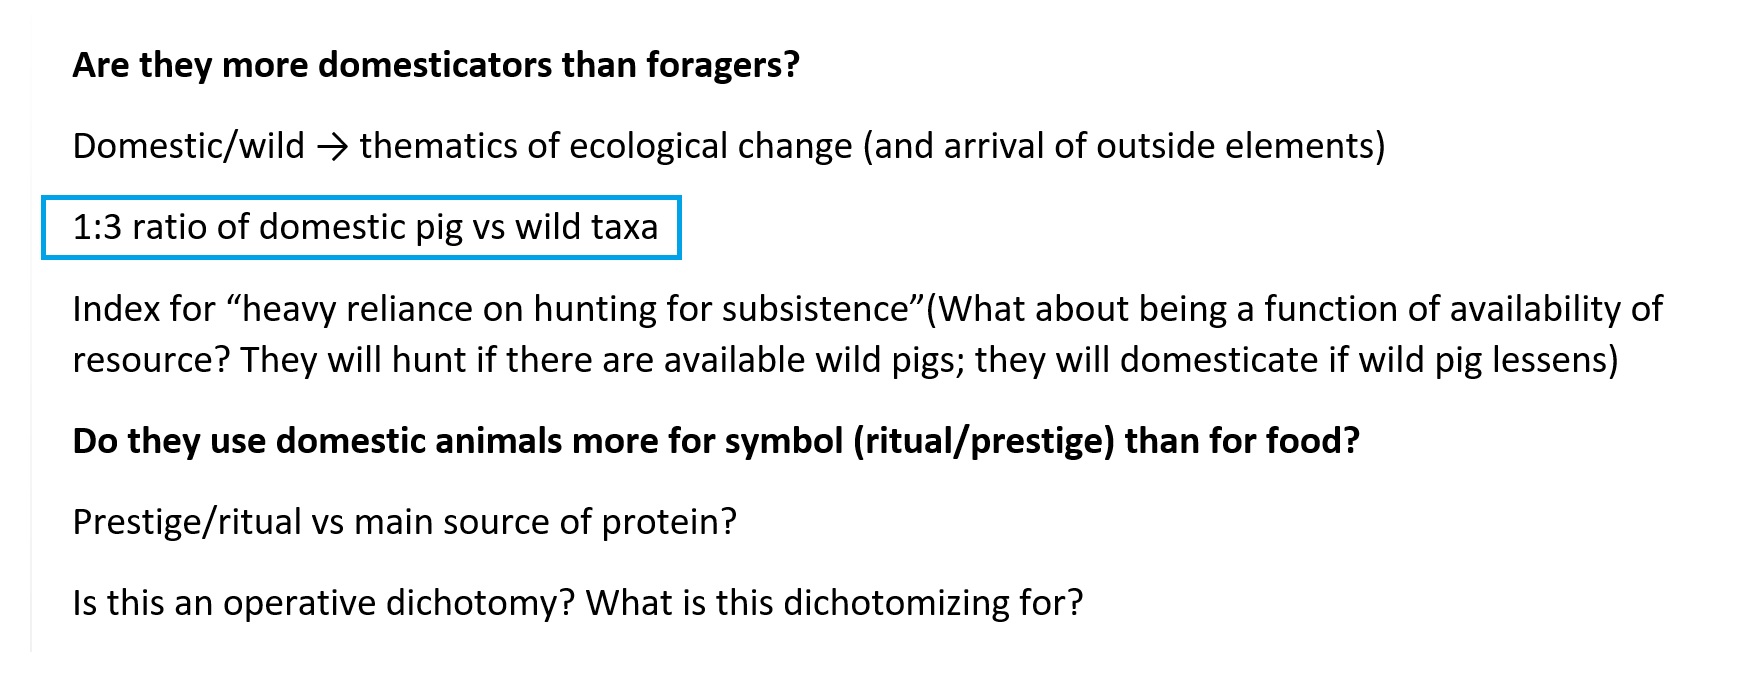 Are they more domesticators than foragers?
Domestic/wild → thematics of ecological change (and arrival of outside elements)
1:3 ratio of domestic pig vs wild taxa
Index for “heavy reliance on hunting for subsistence”(What about being a function of availability of
resource? They will hunt if there are available wild pigs; they will domesticate if wild pig lessens)
Do they use domestic animals more for symbol (ritual/prestige) than for food?
Prestige/ritual vs main source of protein?
Is this an operative dichotomy? What is this dichotomizing for?